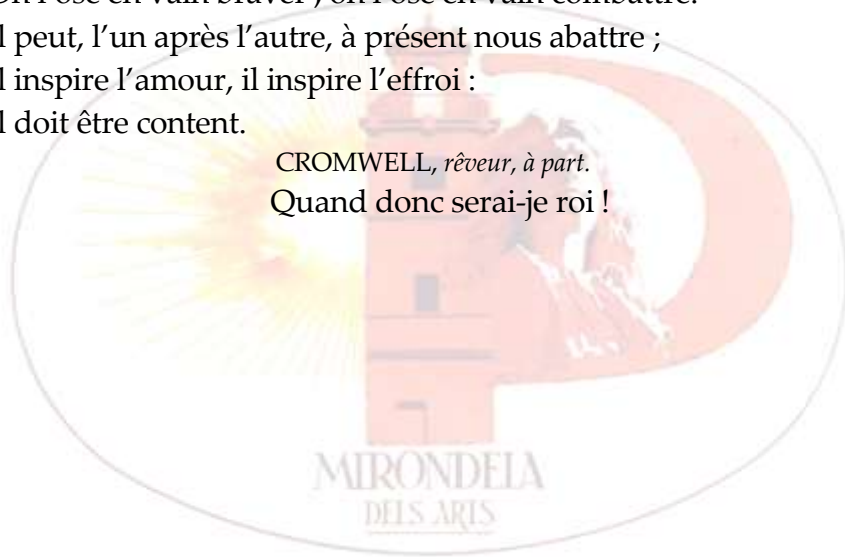 On l’ose en vain braver ; on l’ose en vain combattre.
l peut, l’un après l’autre, à présent nous abattre ;
l inspire l’amour, il inspire l’effroi :
l doit être content.
CROMWELL, rêveur, à part.
Quand donc serai-je roi !
MIRONDELA
DELS ARTS